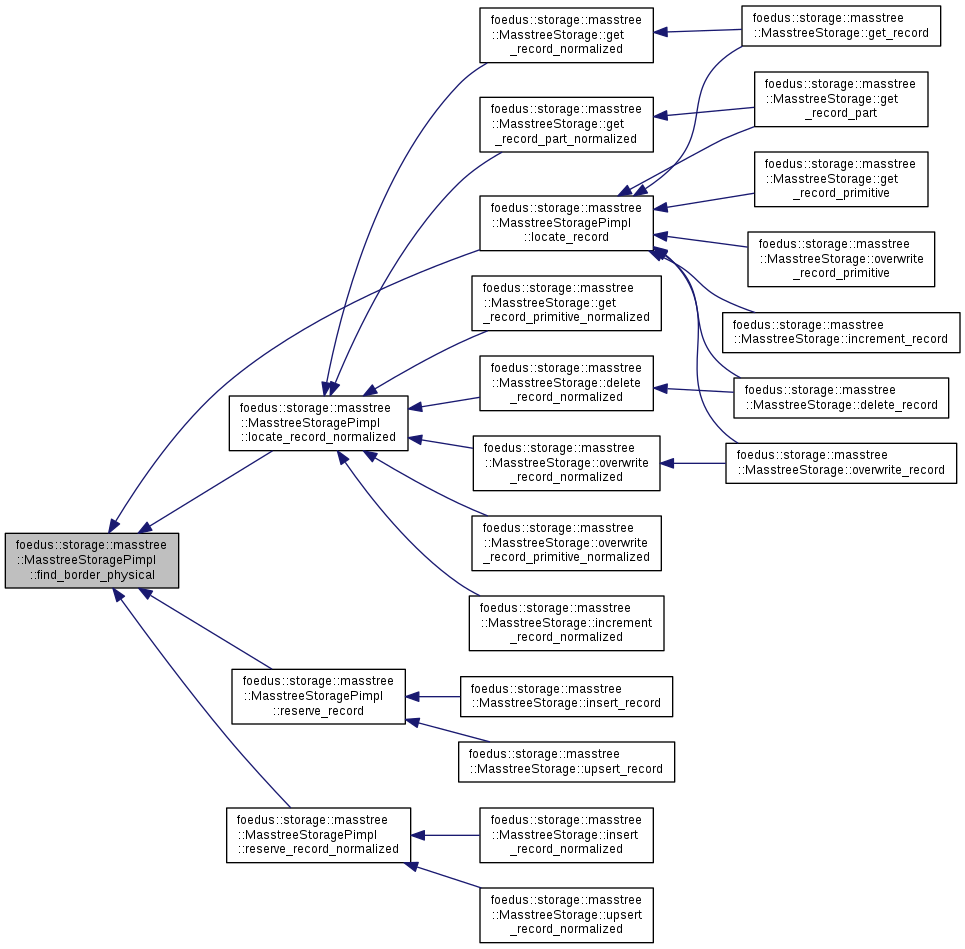 foedus::storage::masstree
::MasstreeStorage::get
_record_normalized
foedus::storage::masstree
::MasstreeStorage::get_record
foedus::storage::masstree
::MasstreeStorage::get
_record_part
foedus::storage::masstree
::MasstreeStorage::get
_record_part_normalized
foedus::storage::masstree
::MasstreeStorage::get
_record_primitive
foedus::storage::masstree
::MasstreeStoragePimpl
::locate_record
foedus::storage::masstree
::MasstreeStorage::overwrite
_record_primitive
foedus::storage::masstree
::MasstreeStorage::get
_record_primitive_normalized
foedus::storage::masstree
::MasstreeStorage::increment_record
foedus::storage::masstree
::MasstreeStorage::delete
_record_normalized
foedus::storage::masstree
::MasstreeStorage::delete_record
foedus::storage::masstree
::MasstreeStoragePimpl
::locate_record_normalized
foedus::storage::masstree
::MasstreeStorage::overwrite
_record_normalized
foedus::storage::masstree
::MasstreeStorage::overwrite_record
foedus::storage::masstree
::MasstreeStorage::overwrite
_record_primitive_normalized
foedus::storage::masstree
::MasstreeStoragePimpl
::find_border_physical
foedus::storage::masstree
::MasstreeStorage::increment
_record_normalized
foedus::storage::masstree
::MasstreeStoragePimpl
::reserve_record
foedus::storage::masstree
::MasstreeStorage::insert_record
foedus::storage::masstree
::MasstreeStorage::upsert_record
foedus::storage::masstree
::MasstreeStoragePimpl
::reserve_record_normalized
foedus::storage::masstree
::MasstreeStorage::insert
_record_normalized
foedus::storage::masstree
::MasstreeStorage::upsert
_record_normalized